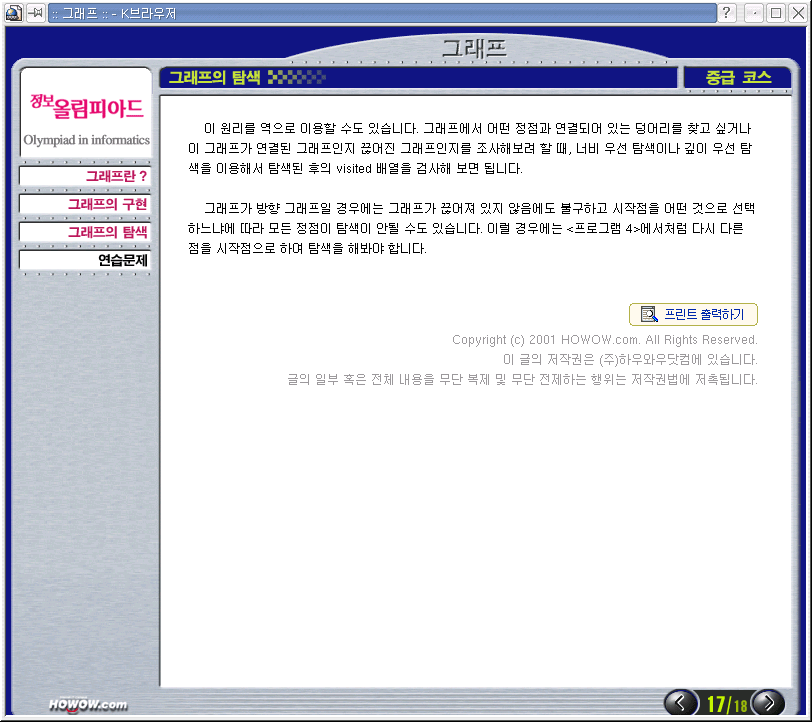 :: 그래프 :: - K브라우저
그래프
그래프의 탐색
중급 코스
정보올림피아드
Olympiad in informatics
그래프란 ?
그래프의 구현
그래프의 탐색
연습문제
이 원리를 역으로 이용할 수도 있습니다. 그래프에서 어떤 정점과 연결되어 있는 덩어리를 찾고 싶거나
이 그래프가 연결된 그래프인지 끊어진 그래프인지를 조사해보려 할 때, 너비 우선 탐색이나 깊이 우선 탐
색을 이용해서 탐색된 후의 visited 배열을 검사해 보면 됩니다.
그래프가 방향 그래프일 경우에는 그래프가 끊어져 있지 않음에도 불구하고 시작점을 어떤 것으로 선택
하느냐에 따라 모든 정점이 탐색이 안될 수도 있습니다. 이럴 경우에는 <프로그램 4>에서처럼 다시 다른
점을 시작점으로 하여 탐색을 해봐야 합니다.
프린트 출력하기
Copyright (c) 2001 HOWOW.com. All Rights Reserved.
이 글의 저작권은 (주)하우와우닷컴에 있습니다.
글의 일부 혹은 전체 내용을 무단 복제 및 무단 전제하는 행위는 저작권법에 저촉됩니다.
HOWOW.com
17/18